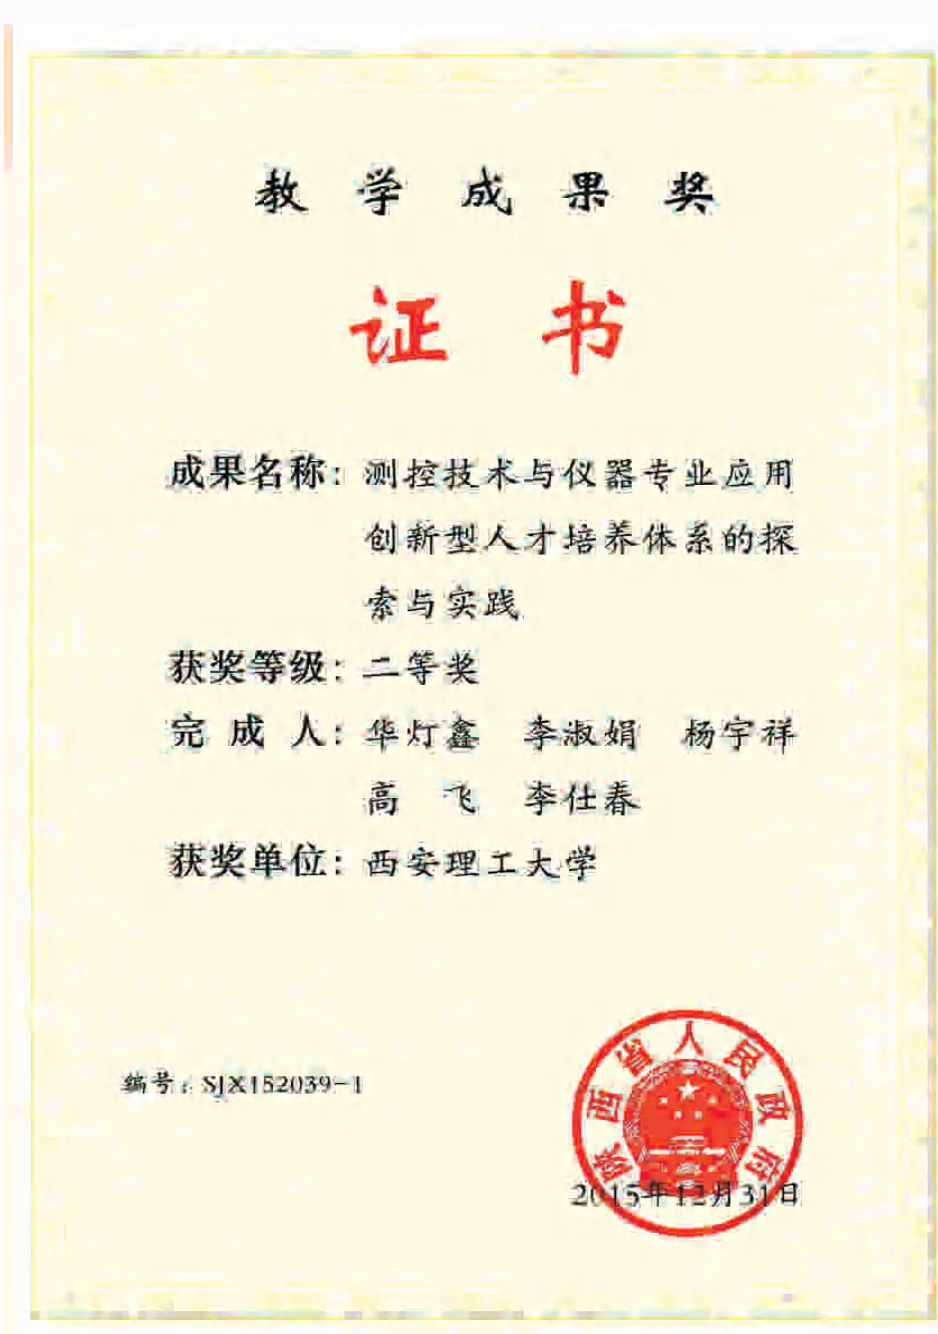 教学成果奖
证书
成果名称：测控技术与仪器专业应用
创新型人才培养体系的探
索与实践
获奖等级：二等奖
完成人：华灯鑫 李淑娟 杨宇祥
高飞 李仕春
获奖单位：西安理工大学
陕西省人民政府
编号：SJX152039-1
2015年12月31日